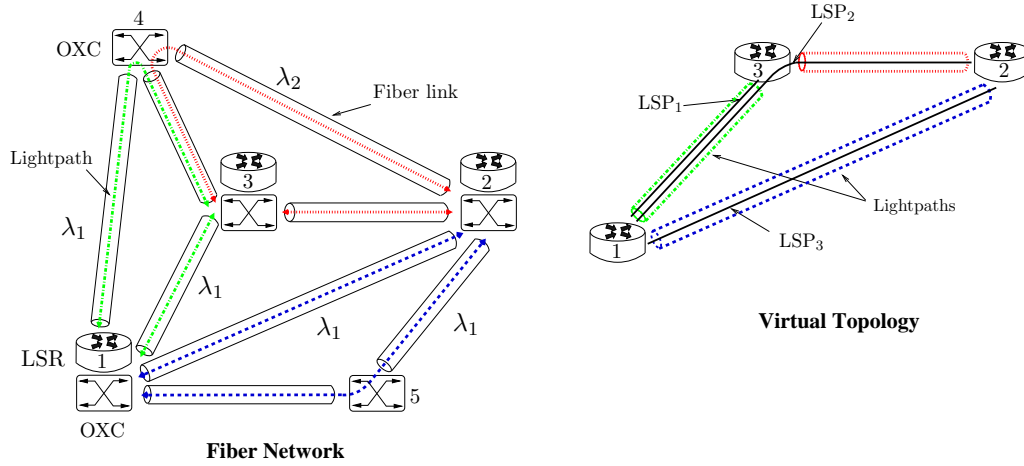 4
OXC
λ2
Fiber link
Lightpath
3
2
λ1
λ1
λ1
λ1
LSR
1
5
OXC
Fiber Network
LSP2
3
2
LSP1
Lightpaths
1
LSP3
Virtual Topology